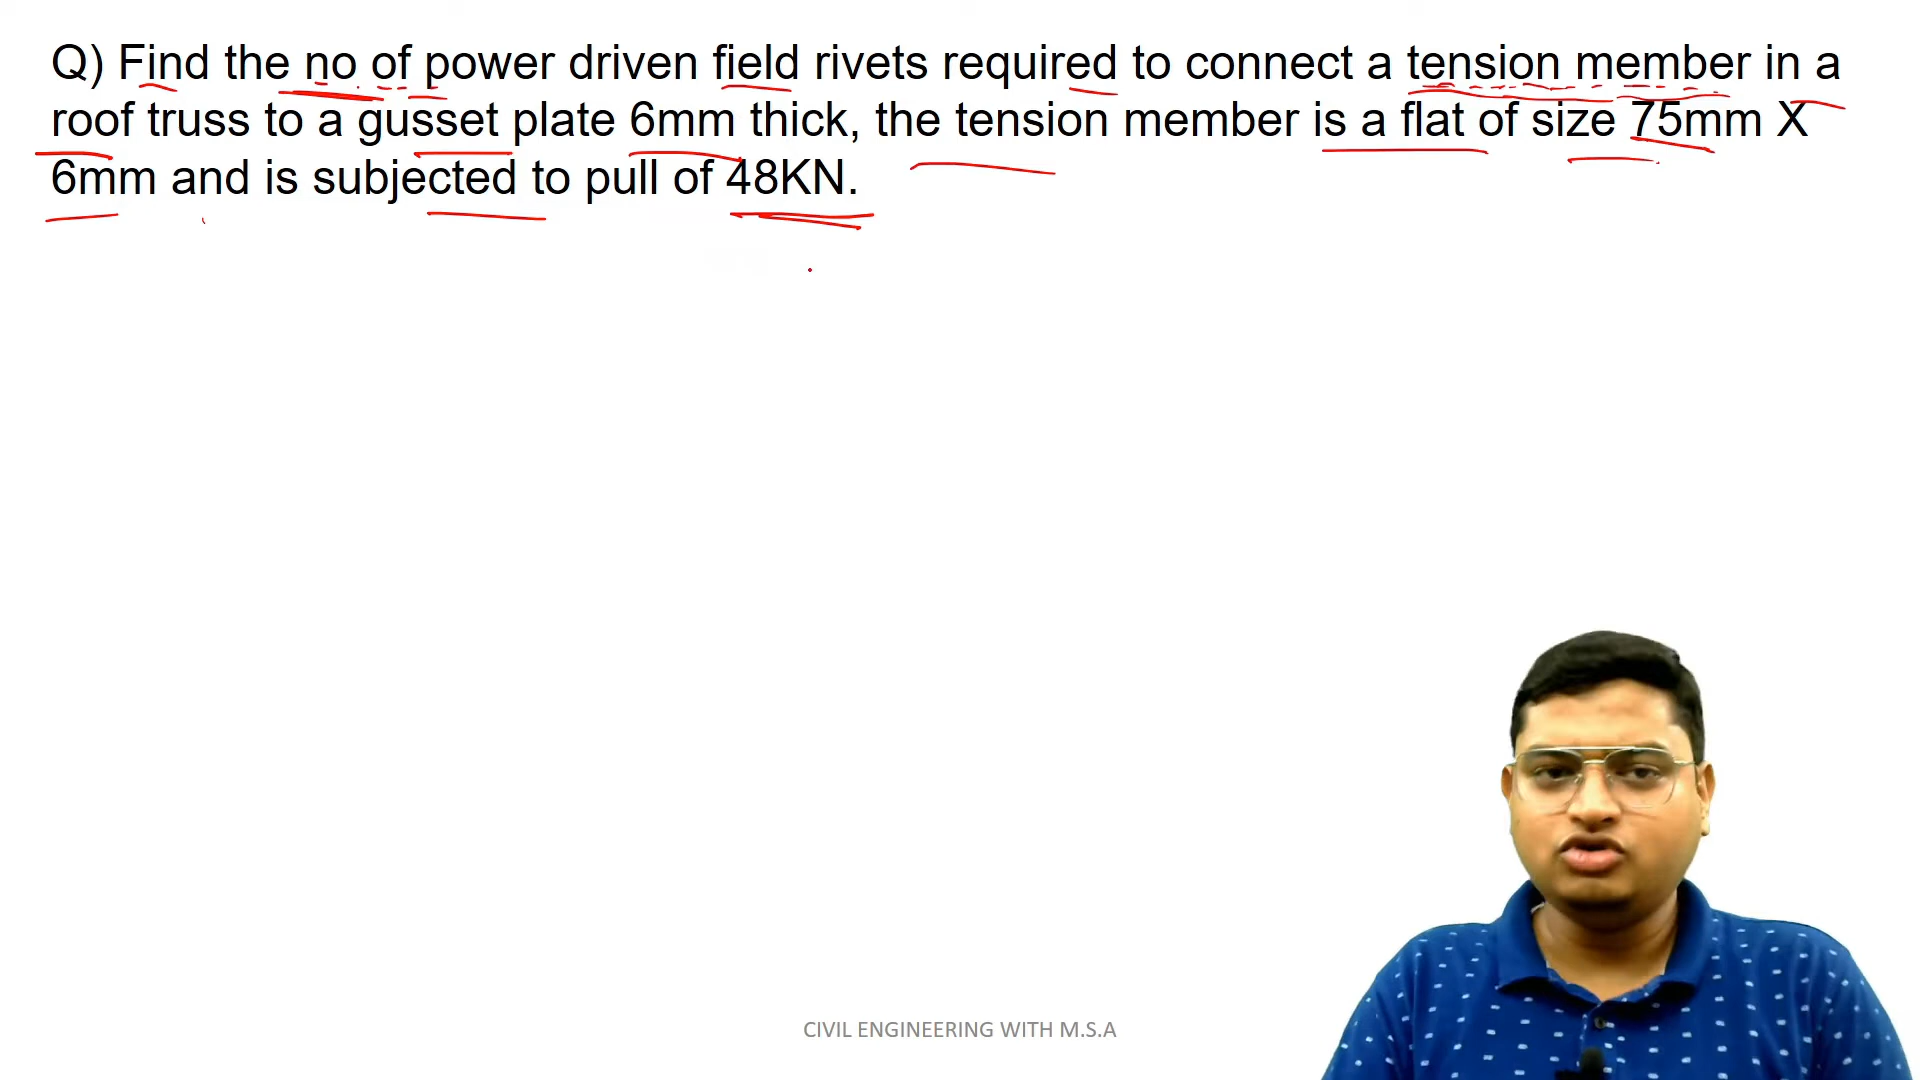 Q) Find the no of power driven field rivets required to connect a tension member in a
roof truss to a gusset plate 6mm thick, the tension member is a flat of size 75mm X
6mm and is subjected to pull of 48KN.
CIVIL ENGINEERING WITH M.S.A